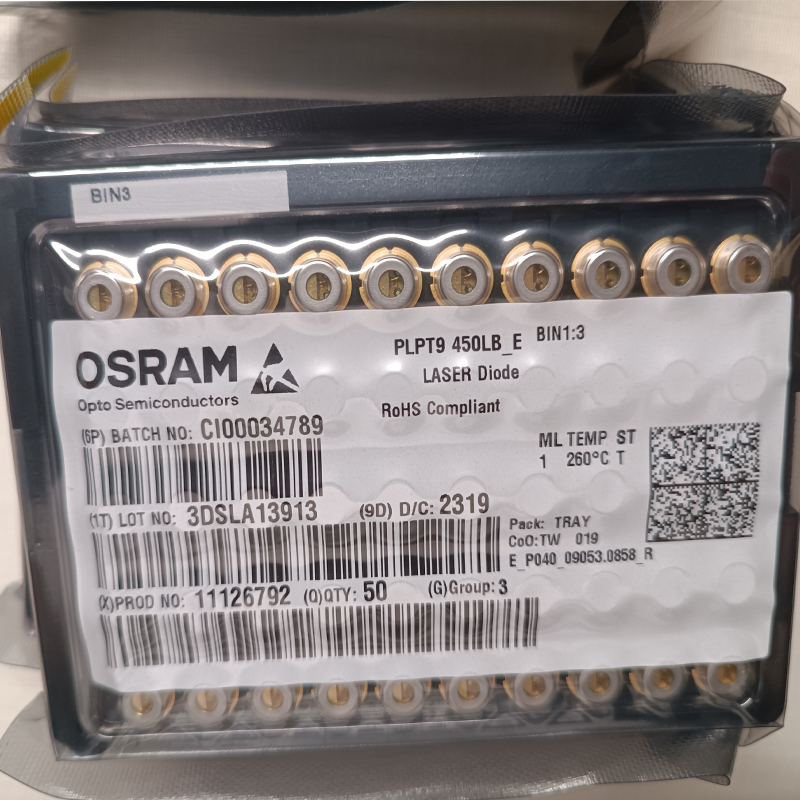 BIN3
OSRAM
Opto Semiconductors
PLPT9 450LB_E BIN1:3
LASER Diode
RoHS Compliant
(6P) BATCH NO: CI00034789
ML TEMP ST
1 260°C T
(1T) LOT NO: 3DSLA13913 (9D) D/C: 2319
Pack: TRAY
CoO:TW 019
E_P040_09053.0858_R
(X)PROD NO: 11126792 (Q)QTY: 50 (G)Group: 3